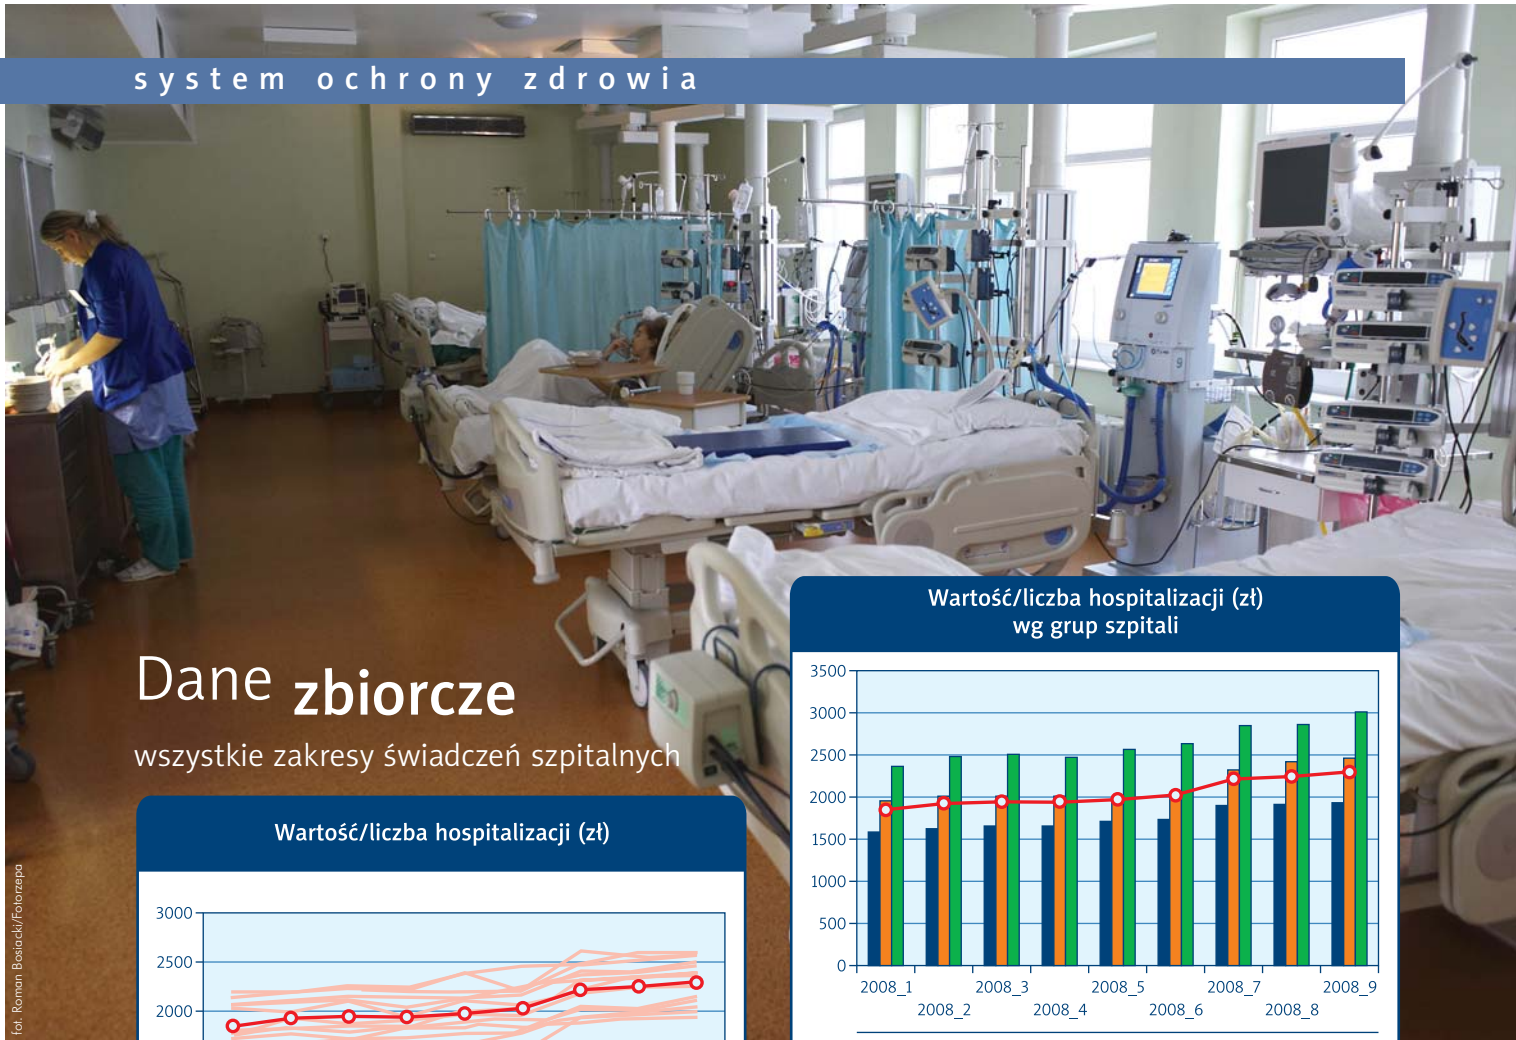 system ochrony zdrowia
Dane zbiorcze
wszystkie zakresy świadczeń szpitalnych
Wartość/liczba hospitalizacji (zł)
3000
2500
2000
Wartość/liczba hospitalizacji (zł)
wg grup szpitali
3500
3000
2500
2000
1500
1000
500
0
2008_1 2008_3 2008_5 2008_7 2008_9
2008_2 2008_4 2008_6 2008_8
fot. Roman Bosiacki/Fotorzepa